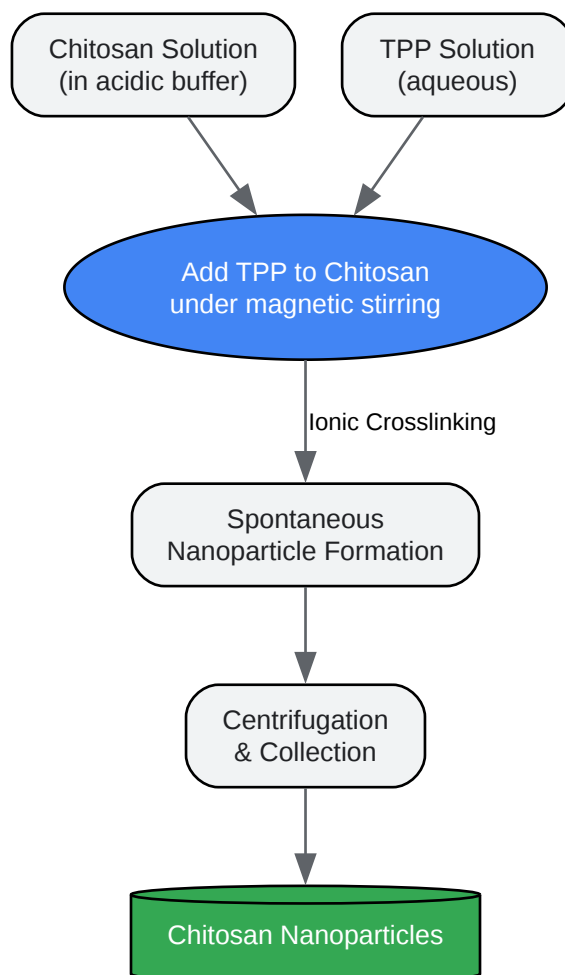 Chitosan Solution
(in acidic buffer)
TPP Solution
(aqueous)
Add TPP to Chitosan
under magnetic stirring
Ionic Crosslinking
Spontaneous
Nanoparticle Formation
Centrifugation
& Collection
Chitosan Nanoparticles